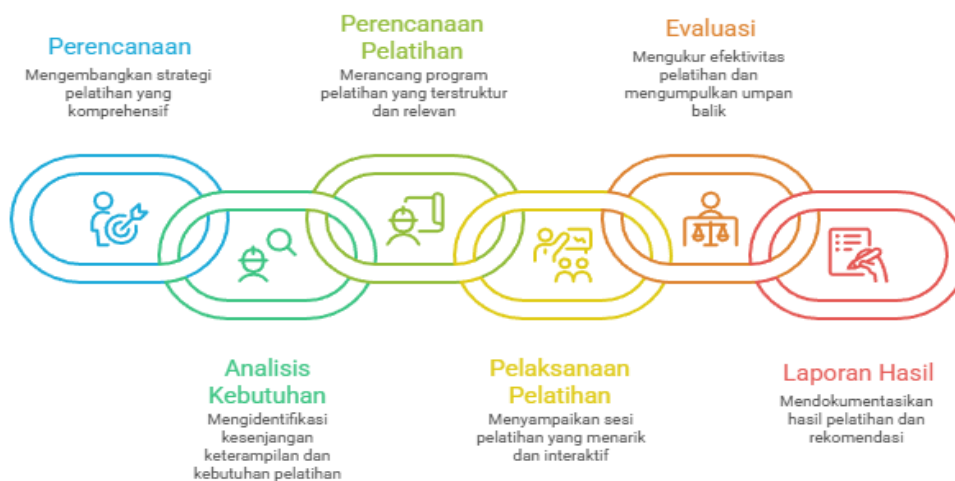 Perencanaan
Mengembangkan strategi
pelatihan yang
komprehensif
Analisis
Kebutuhan
Mengidentifikasi
kesenjangan
keterampilan dan
kebutuhan pelatihan
Perencanaan
Pelatihan
Merancang program
pelatihan yang terstruktur
dan relevan
Pelaksanaan
Pelatihan
Menyampaikan sesi
pelatihan yang menarik
dan interaktif
Evaluasi
Mengukur efektivitas
pelatihan dan
mengumpulkan umpan
balik
Laporan Hasil
Mendokumentasikan
hasil pelatihan dan
rekomendasi